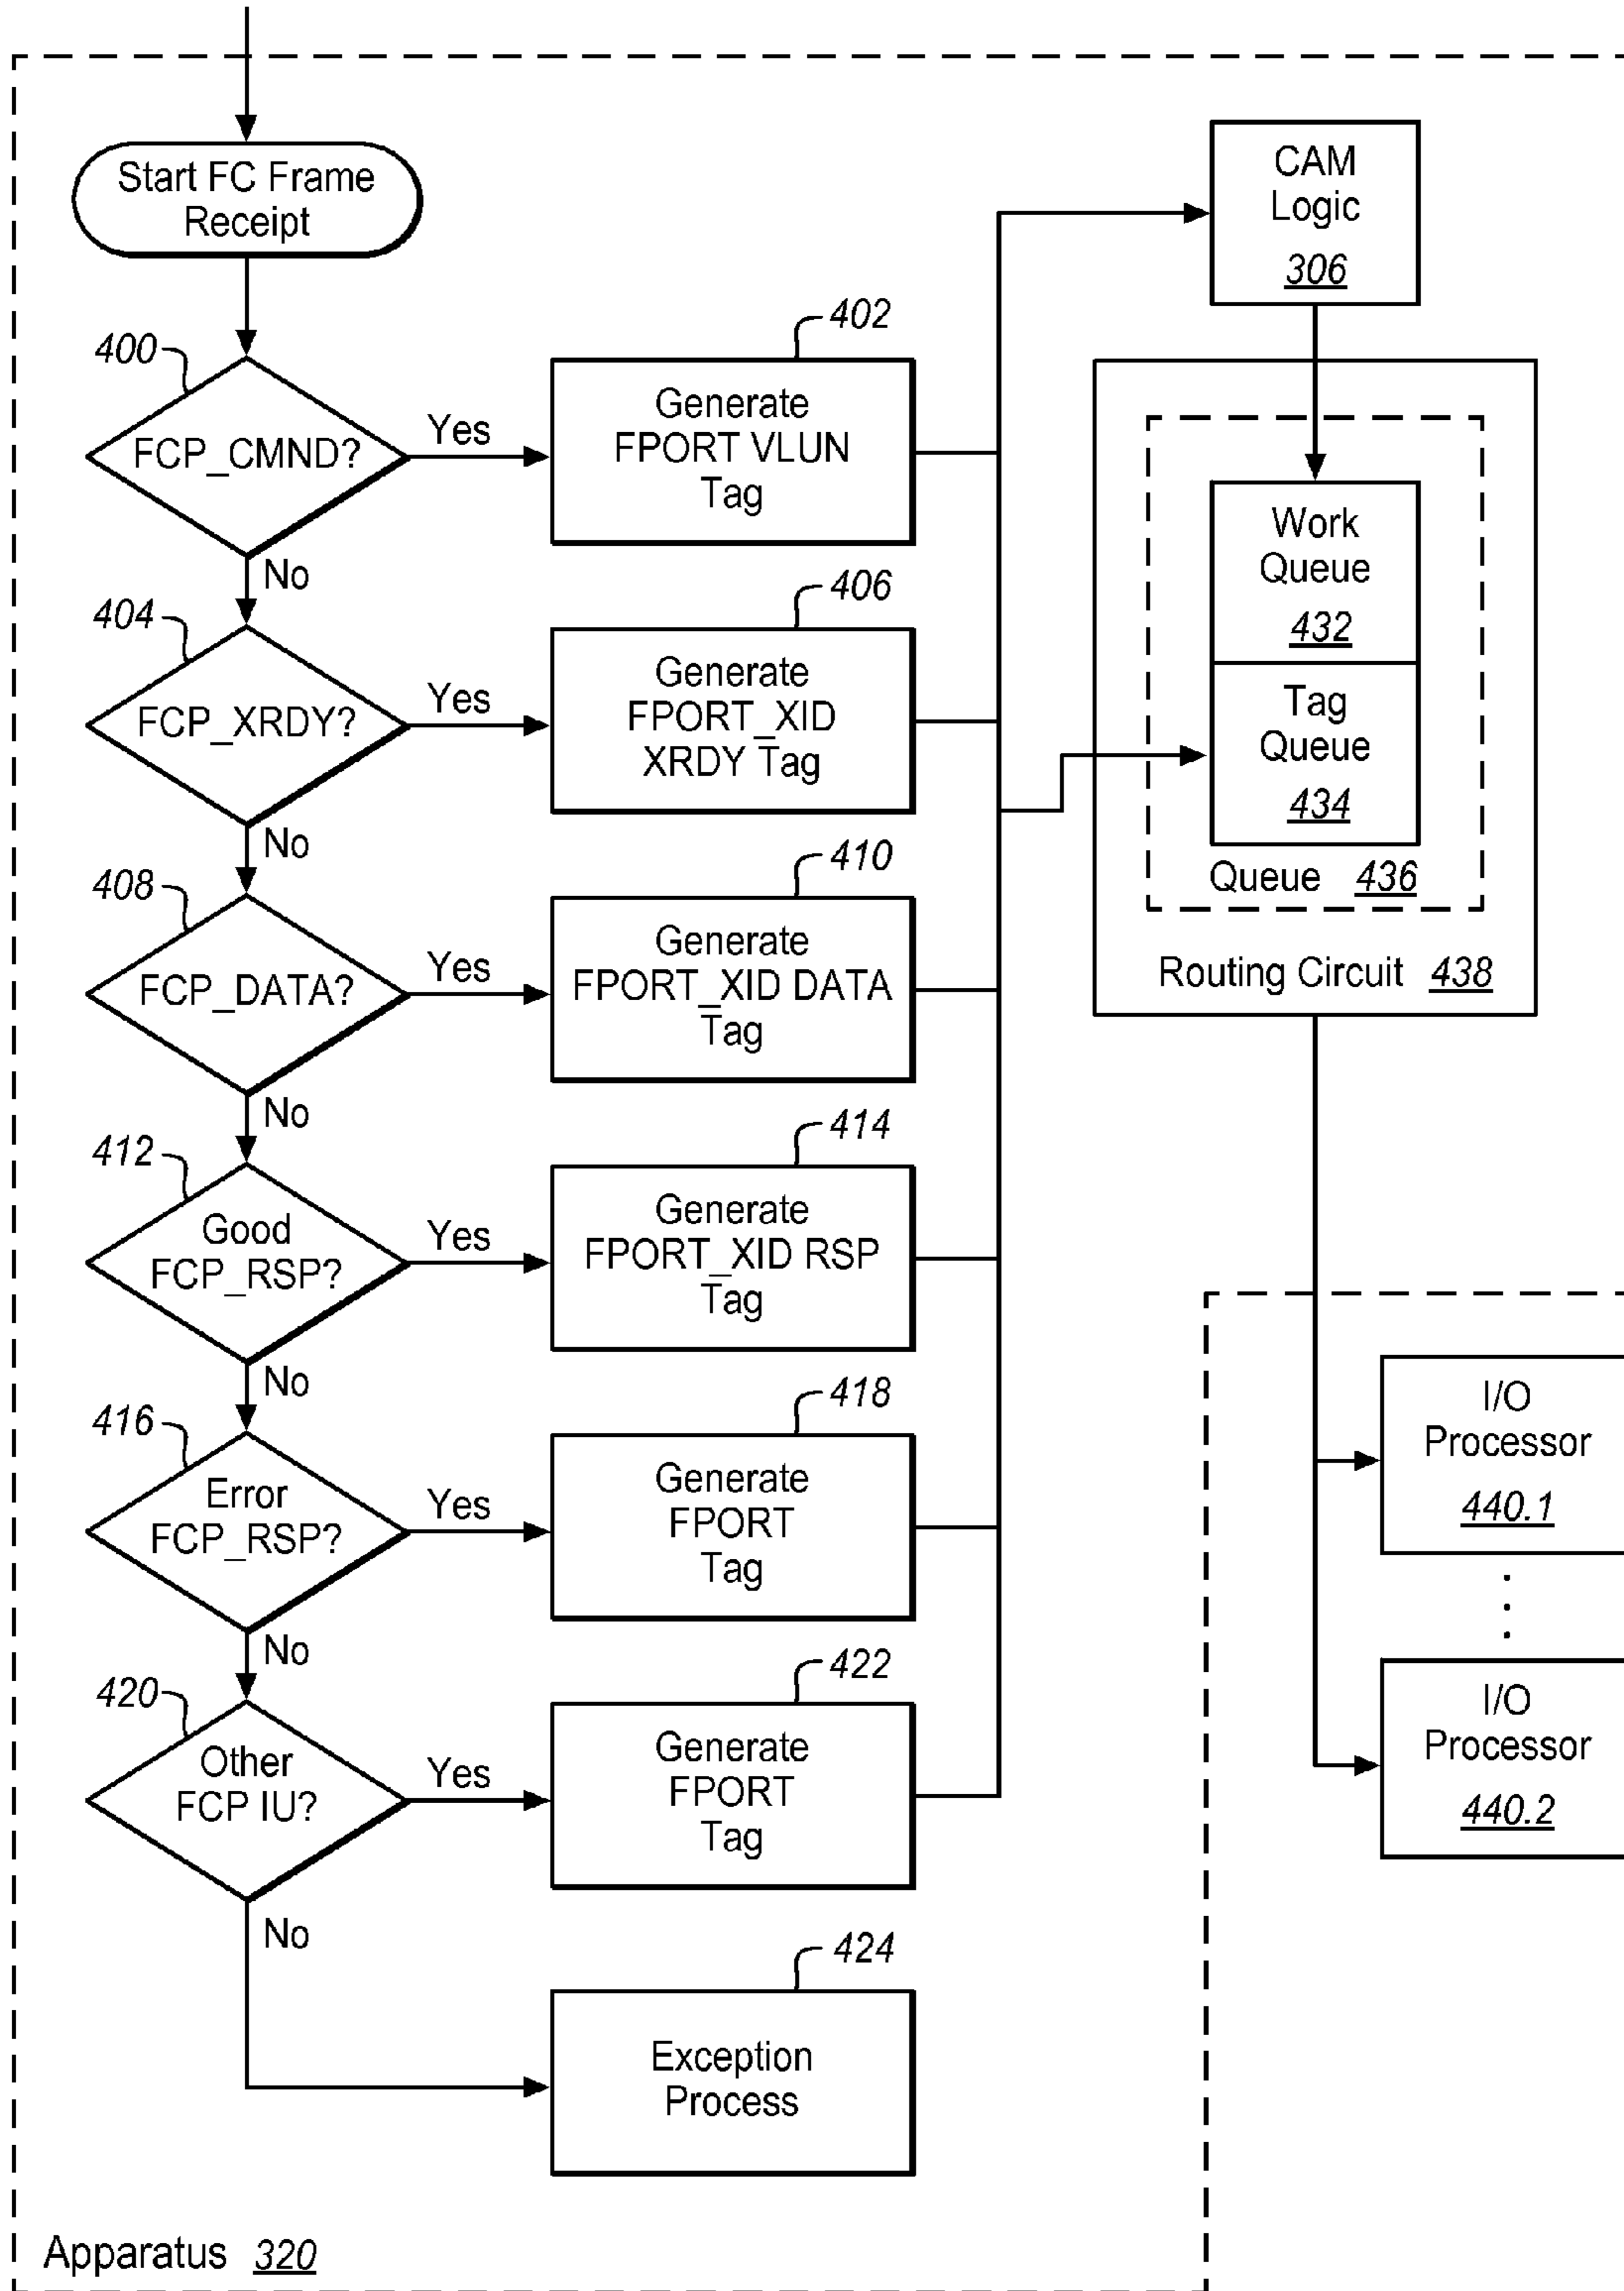 Start FC Frame
Receipt
CAM
Logic
306
400
FCP_CMND?
Yes
No
402
Generate
FPORT VLUN
Tag
404
FCP_XRDY?
Yes
No
406
Generate
FPORT_XID
XRDY Tag
Work
Queue
432
Tag
Queue
434
Queue 436
Routing Circuit 438
408
FCP_DATA?
Yes
No
410
Generate
FPORT_XID DATA
Tag
412
Good
FCP_RSP?
Yes
No
414
Generate
FPORT_XID RSP
Tag
416
Error
FCP_RSP?
Yes
No
418
Generate
FPORT
Tag
I/O
Processor
440.1
420
Other
FCP IU?
Yes
No
422
Generate
FPORT
Tag
I/O
Processor
440.2
424
Exception
Process
Apparatus 320